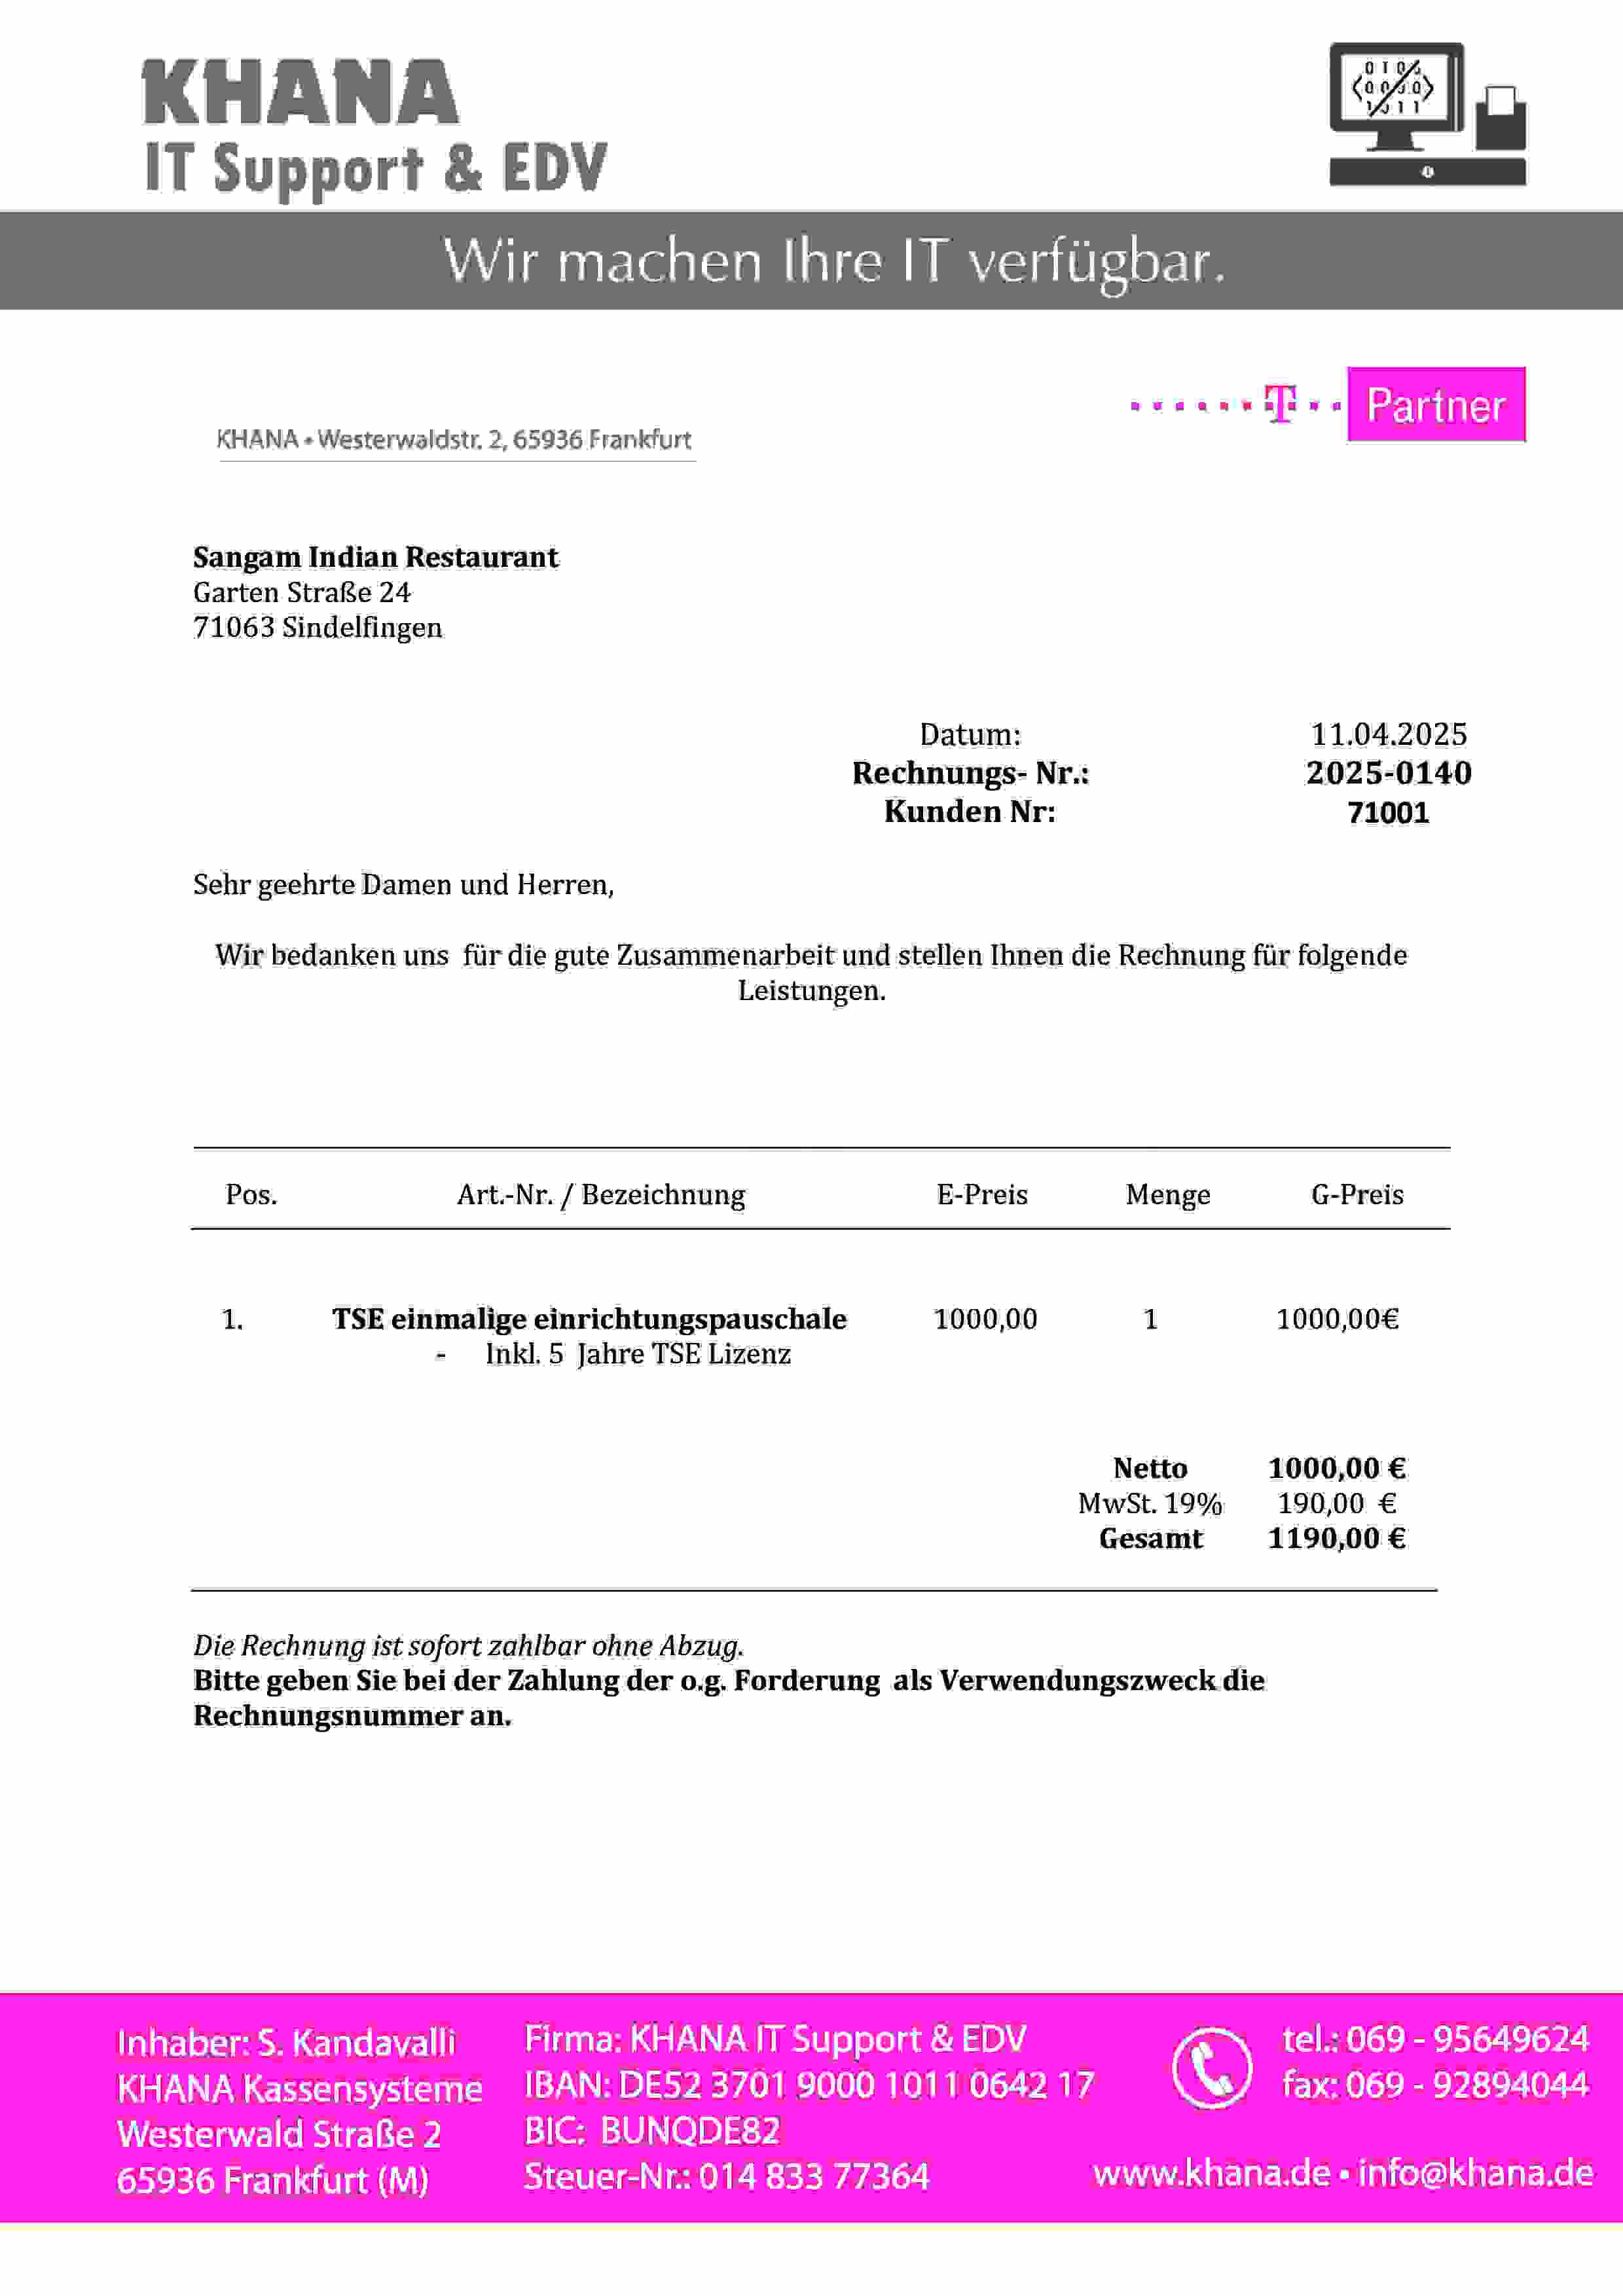 KHANA
IT Support & EDV
Wir machen Ihre IT verfügbar.
T Partner
KHANA • Westerwaldstr. 2, 65936 Frankfurt
Sangam Indian Restaurant
Garten Straße 24
71063 Sindelfingen
Datum: 11.04.2025
Rechnungs- Nr.: 2025-0140
Kunden Nr: 71001
Sehr geehrte Damen und Herren,
Wir bedanken uns für die gute Zusammenarbeit und stellen Ihnen die Rechnung für folgende
Leistungen.
Pos. Art.-Nr. / Bezeichnung E-Preis Menge G-Preis
1. TSE einmalige einrichtungspauschale 1000,00 1 1000,00€
- Inkl. 5 Jahre TSE Lizenz
Netto 1000,00 €
MwSt. 19% 190,00 €
Gesamt 1190,00 €
Die Rechnung ist sofort zahlbar ohne Abzug.
Bitte geben Sie bei der Zahlung der o.g. Forderung als Verwendungszweck die
Rechnungsnummer an.
Inhaber: S. Kandavalli
KHANA Kassensysteme
Westerwald Straße 2
65936 Frankfurt (M)
Firma: KHANA IT Support & EDV
IBAN: DE52 3701 9000 1011 0642 17
BIC: BUNQDE82
Steuer-Nr.: 014 833 77364
tel.: 069 - 95649624
fax: 069 - 92894044
www.khana.de • info@khana.de